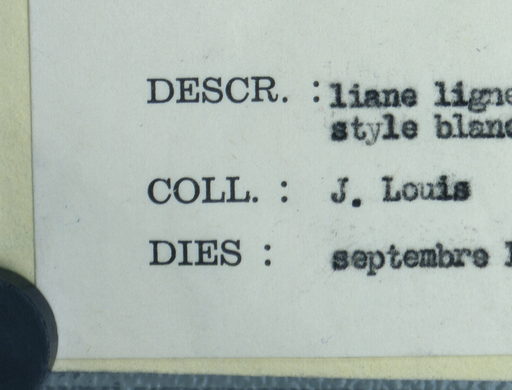 DESCR. : liane
style
COLL. : J. Louis
DIES : septembre